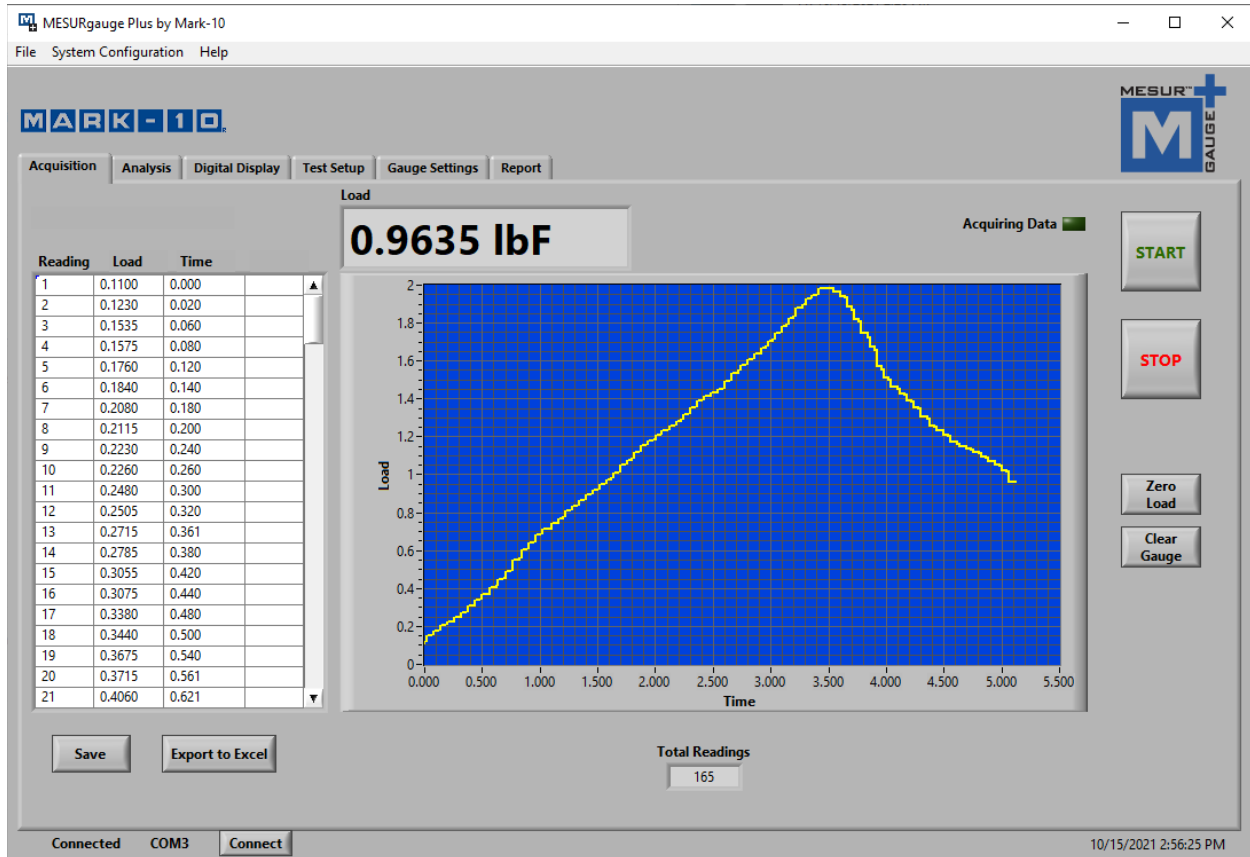 MESURgauge Plus by Mark-10
File System Configuration Help
MARK-10
MESUR™
M
GAUGE
Acquisition Analysis Digital Display Test Setup Gauge Settings Report
Load
0.9635 lbF
Acquiring Data
START
STOP
Zero
Load
Clear
Gauge
Reading Load Time
1 0.1100 0.000
2 0.1230 0.020
3 0.1535 0.060
4 0.1575 0.080
5 0.1760 0.120
6 0.1840 0.140
7 0.2080 0.180
8 0.2115 0.200
9 0.2230 0.240
10 0.2260 0.260
11 0.2480 0.300
12 0.2505 0.320
13 0.2715 0.361
14 0.2785 0.380
15 0.3055 0.420
16 0.3075 0.440
17 0.3380 0.480
18 0.3440 0.500
19 0.3675 0.540
20 0.3715 0.561
21 0.4060 0.621
Load
2
1.8
1.6
1.4
1.2
1
0.8
0.6
0.4
0.2
0
0.000 0.500 1.000 1.500 2.000 2.500 3.000 3.500 4.000 4.500 5.000 5.500
Time
Save Export to Excel
Total Readings
165
Connected COM3 Connect
10/15/2021 2:56:25 PM